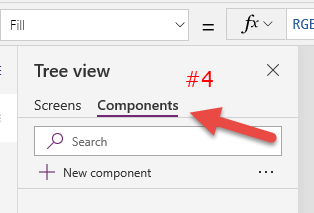 Fill = fx RGB
Tree view
#4
Screens Components
Search
New component ...